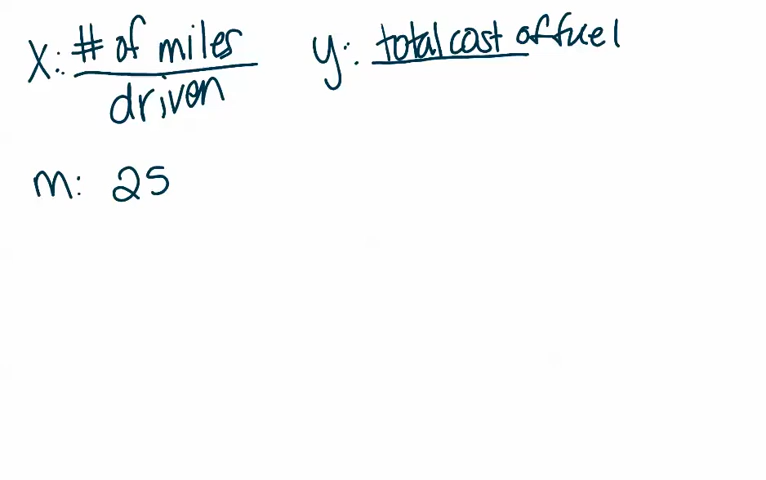 X: # of miles driven
y: total cost of fuel
m: 25